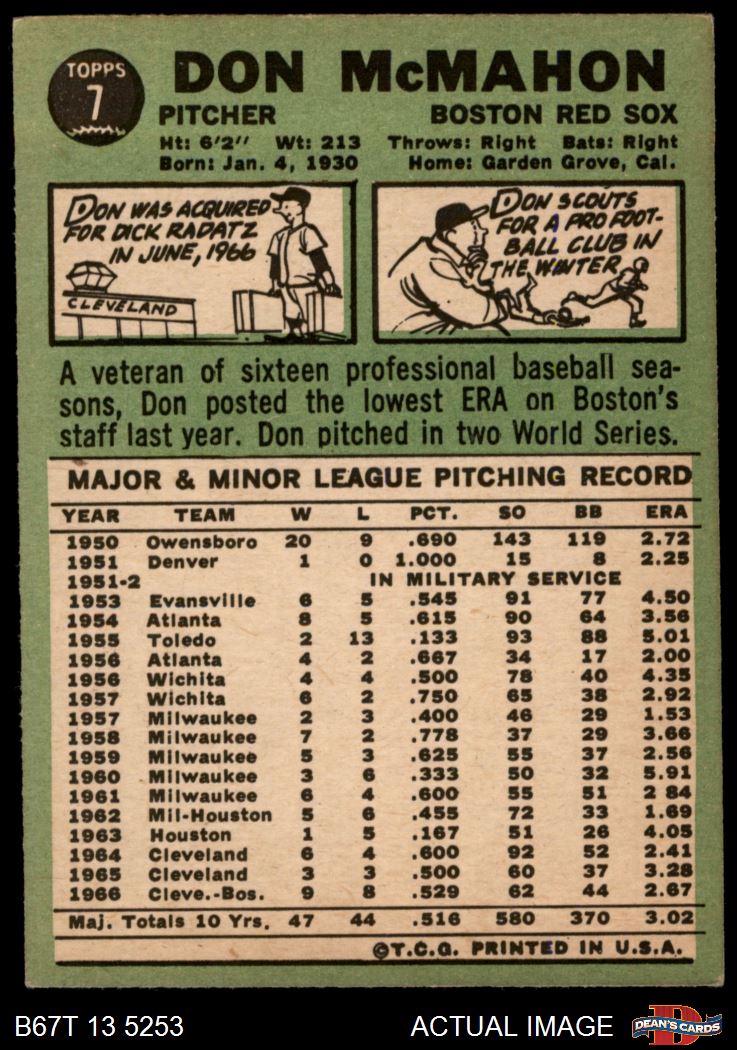 TOPPS
7
DON McMAHON
PITCHER BOSTON RED SOX
Ht: 6'2" Wt: 213 Throws: Right Bats: Right
Born: Jan. 4, 1930 Home: Garden Grove, Cal.
DON WAS ACQUIRED
FOR DICK RADATZ
IN JUNE, 1966
CLEVELAND
DON SCOUTS
FOR A PRO FOOT-
BALL CLUB IN
THE WINTER
A veteran of sixteen professional baseball sea-
sons, Don posted the lowest ERA on Boston's
staff last year. Don pitched in two World Series.
MAJOR & MINOR LEAGUE PITCHING RECORD
YEAR TEAM W L PCT. SO BB ERA
1950 Owensboro 20 9 .690 143 119 2.72
1951 Denver 1 0 1.000 15 8 2.25
1951-2 IN MILITARY SERVICE
1953 Evansville 6 5 .545 91 77 4.50
1954 Atlanta 8 5 .615 90 64 3.56
1955 Toledo 2 13 .133 93 88 5.01
1956 Atlanta 4 2 .667 34 17 2.00
1956 Wichita 4 4 .500 78 40 4.35
1957 Wichita 6 2 .750 65 38 2.92
1957 Milwaukee 2 3 .400 46 29 1.53
1958 Milwaukee 7 2 .778 37 29 3.66
1959 Milwaukee 5 3 .625 55 37 2.56
1960 Milwaukee 3 6 .333 50 32 5.91
1961 Milwaukee 6 4 .600 55 51 2 84
1962 Mil-Houston 5 6 .455 72 33 1.69
1963 Houston 1 5 .167 51 26 4.05
1964 Cleveland 6 4 .600 92 52 2.41
1965 Cleveland 3 3 .500 60 37 3.28
1966 Cleve.-Bos. 9 8 .529 62 44 2.67
Maj. Totals 10 Yrs. 47 44 .516 580 370 3.02
©T.C.G. PRINTED IN U.S.A.
B67T 13 5253 ACTUAL IMAGE DEAN'S CARDS